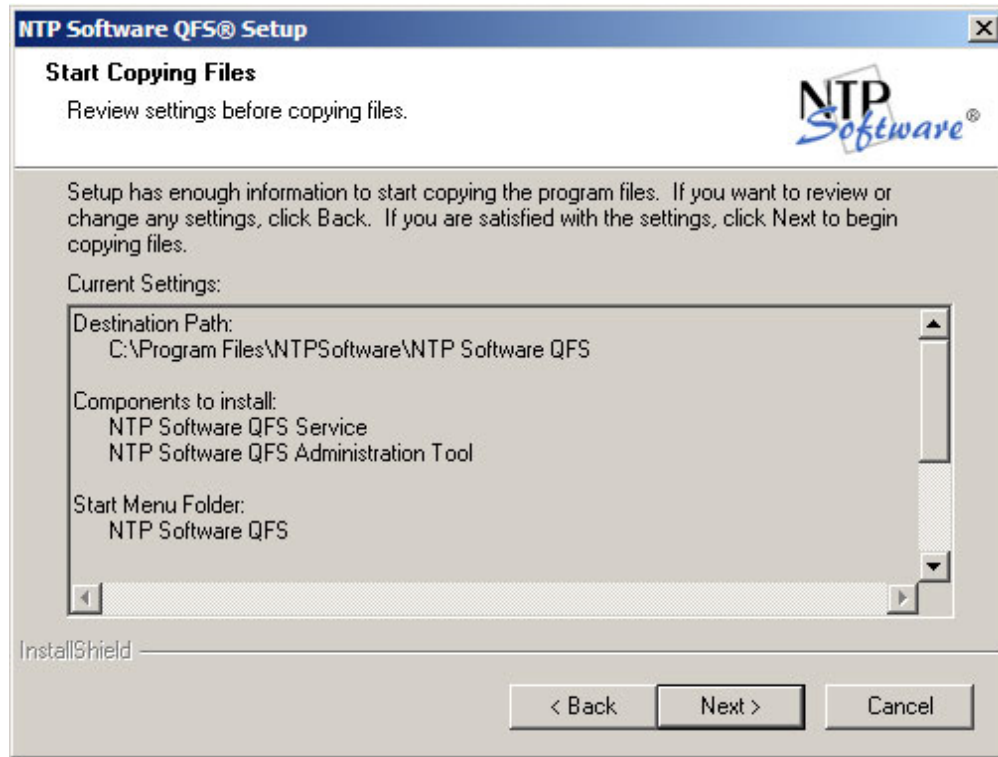 NTP Software QFS® Setup
Start Copying Files
Review settings before copying files.
NTP
Software®
Setup has enough information to start copying the program files. If you want to review or
change any settings, click Back. If you are satisfied with the settings, click Next to begin
copying files.
Current Settings:
Destination Path:
C:\Program Files\NTPSoftware\NTP Software QFS
Components to install:
NTP Software QFS Service
NTP Software QFS Administration Tool
Start Menu Folder:
NTP Software QFS
InstallShield
< Back
Next >
Cancel